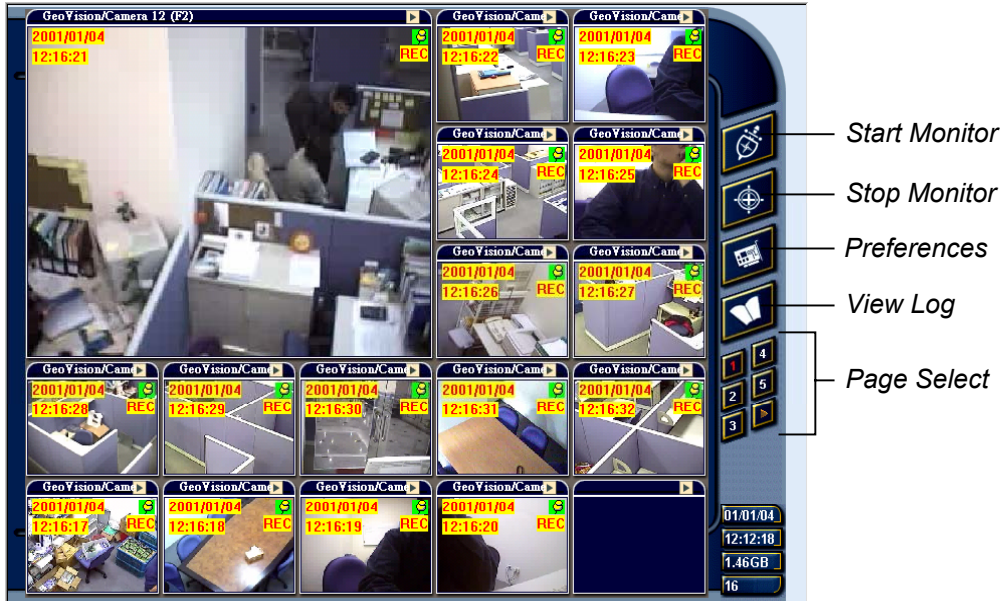 GeoVision/Camera 12 (F2)
2001/01/04
12:16:21
REC
GeoVision/Came
2001/01/04
12:16:22
REC
GeoVision/Came
2001/01/04
12:16:23
REC
GeoVision/Came
2001/01/04
12:16:24
REC
GeoVision/Came
2001/01/04
12:16:25
REC
GeoVision/Came
2001/01/04
12:16:26
REC
GeoVision/Came
2001/01/04
12:16:27
REC
GeoVision/Came
2001/01/04
12:16:28
REC
GeoVision/Came
2001/01/04
12:16:29
REC
GeoVision/Came
2001/01/04
12:16:30
REC
GeoVision/Came
2001/01/04
12:16:31
REC
GeoVision/Came
2001/01/04
12:16:32
REC
GeoVision/Came
2001/01/04
12:16:17
REC
GeoVision/Came
2001/01/04
12:16:18
REC
GeoVision/Came
2001/01/04
12:16:19
REC
GeoVision/Came
2001/01/04
12:16:20
REC
Start Monitor
Stop Monitor
Preferences
View Log
Page Select
1
4
2
5
3
01/01/04
12:12:18
1.46GB
16